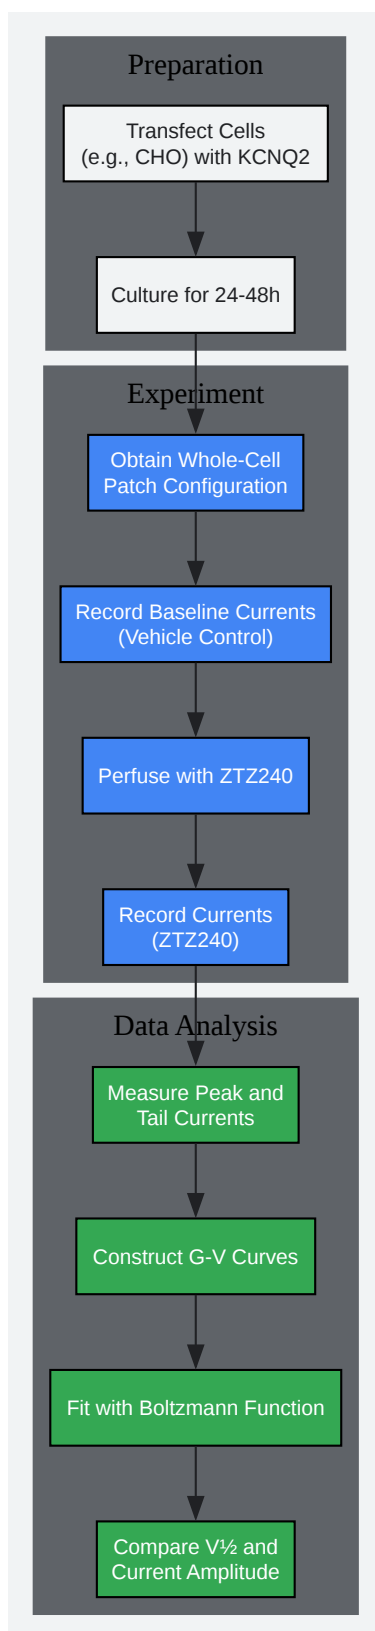 Preparation
Transfect Cells
(e.g., CHO) with KCNQ2
Culture for 24-48h
Experiment
Obtain Whole-Cell
Patch Configuration
Record Baseline Currents
(Vehicle Control)
Perfuse with ZTZ240
Record Currents
(ZTZ240)
Data Analysis
Measure Peak and
Tail Currents
Construct G-V Curves
Fit with Boltzmann Function
Compare V½ and
Current Amplitude